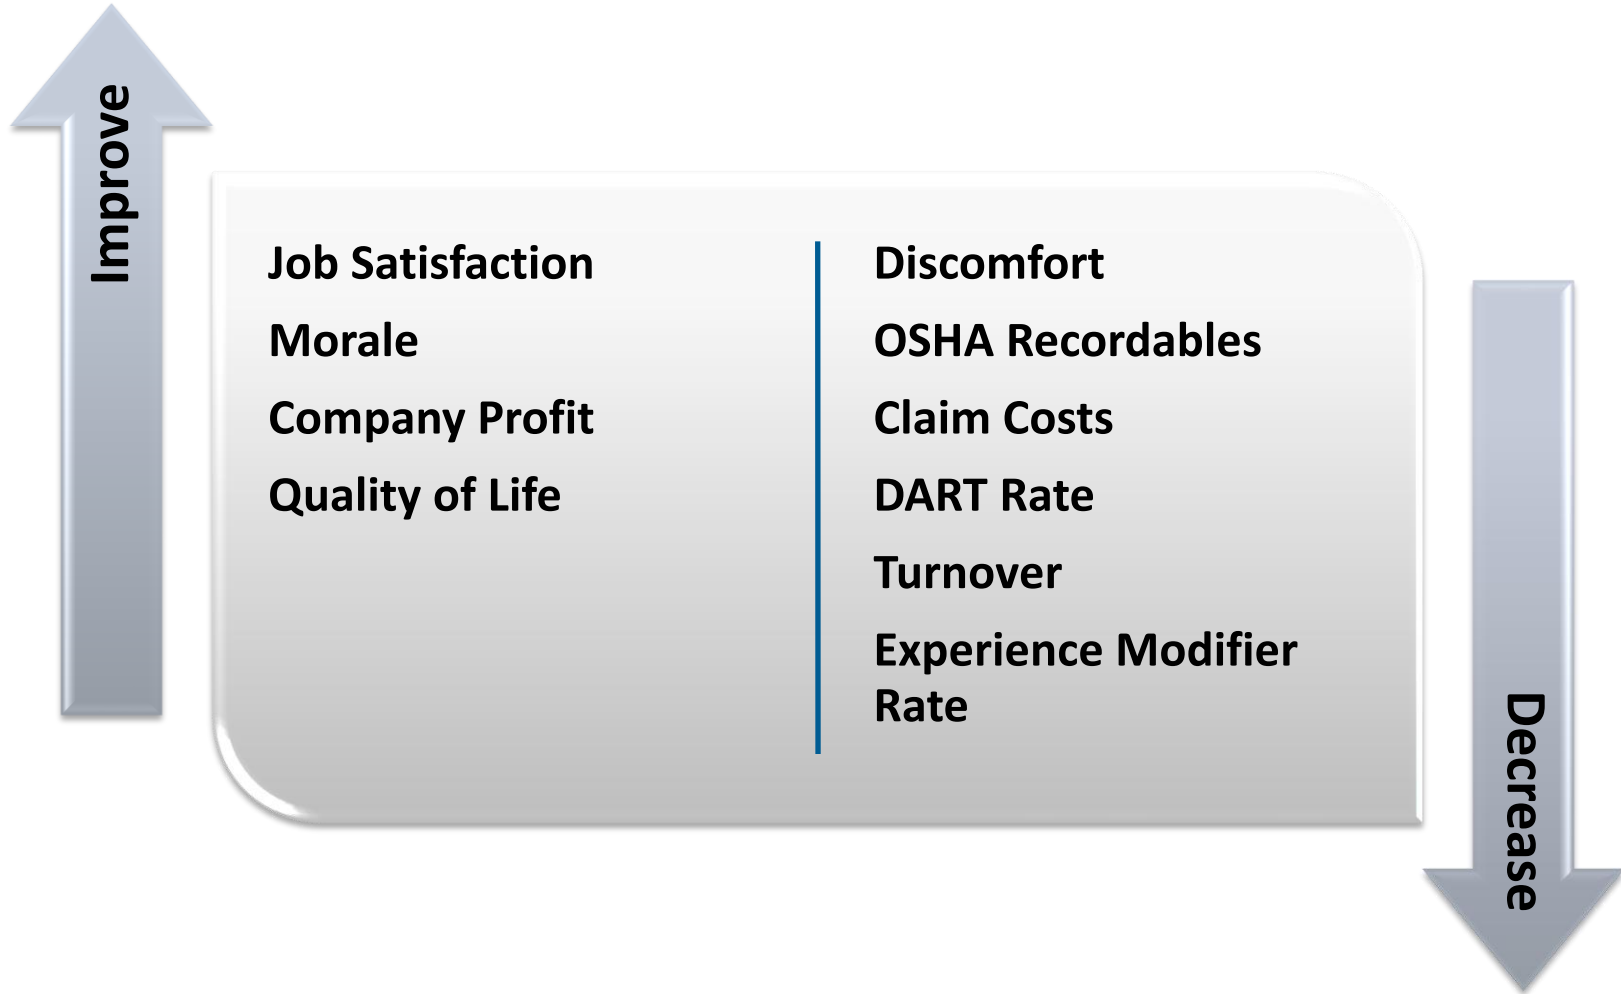 Improve
Job Satisfaction
Morale
Company Profit
Quality of Life
Discomfort
OSHA Recordables
Claim Costs
DART Rate
Turnover
Experience Modifier
Rate
Decrease